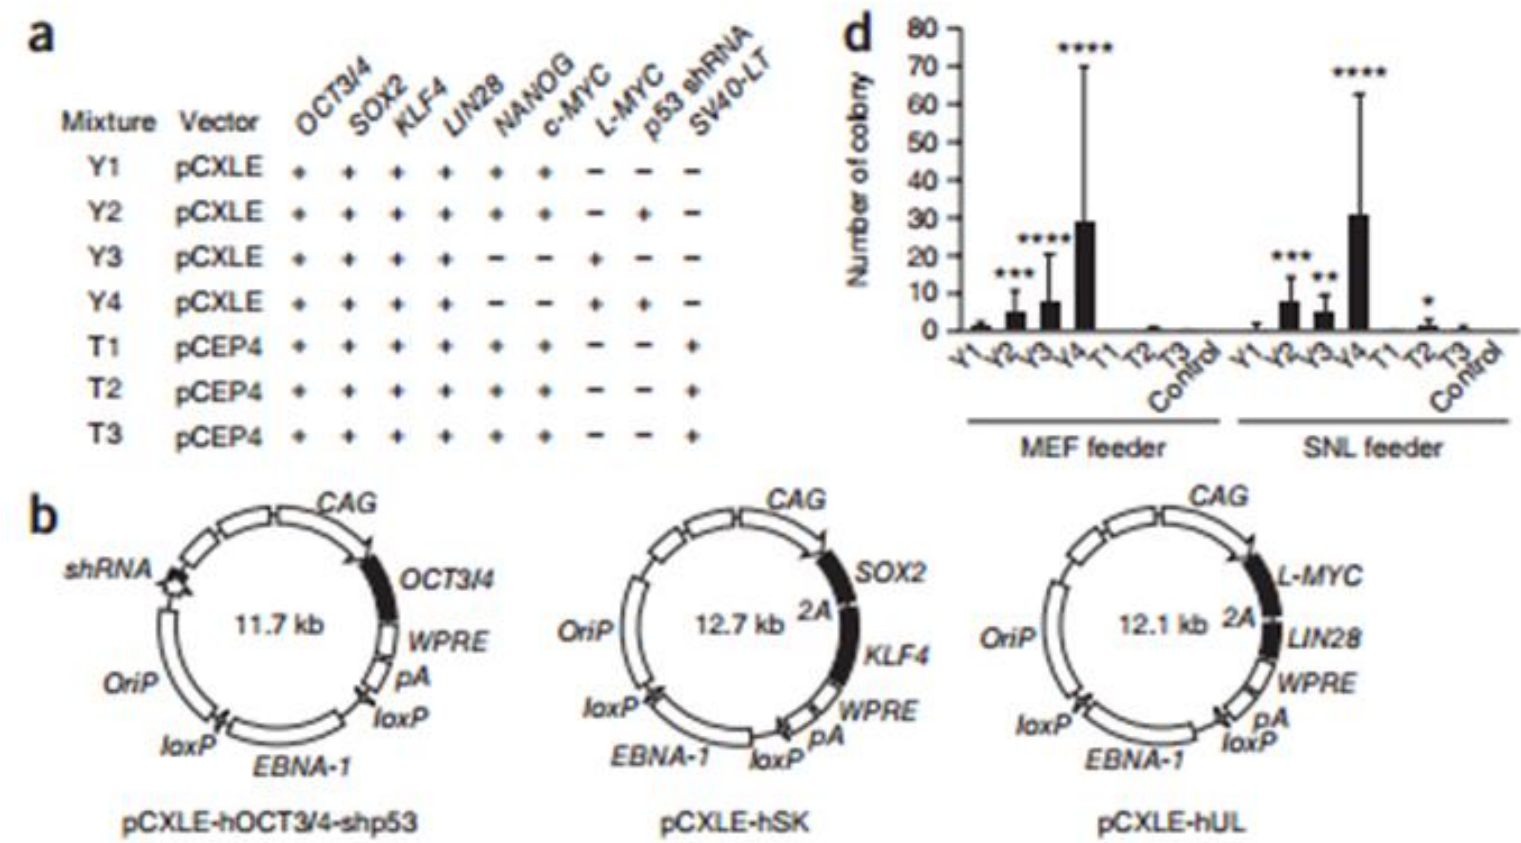 a
Mixture Vector OCT3/4 SOX2 KLF4 LIN28 NANOG c-MYC L-MYC p53 shRNA SV40-LT
Y1 pCXLE + + + + + + – – –
Y2 pCXLE + + + + + + – + –
Y3 pCXLE + + + + – – + – –
Y4 pCXLE + + + + – – + + –
T1 pCEP4 + + + + + + – – +
T2 pCEP4 + + + + + + – – +
T3 pCEP4 + + + + + + – – +
d
Number of colony
80
70
60
50
40
30
20
10
0
*** **** **** *** ** **** *
Y1 Y2 Y3 Y4 T1 T2 T3 Control Y1 Y2 Y3 Y4 T1 T2 T3 Control
MEF feeder SNL feeder
b
CAG
shRNA
OCT3/4
11.7 kb
WPRE
OriP
pA
loxP
loxP
EBNA-1
pCXLE-hOCT3/4-shp53
CAG
SOX2
2A
12.7 kb
OriP
KLF4
loxP
WPRE
pA
EBNA-1
loxP
pCXLE-hSK
CAG
L-MYC
2A
12.1 kb
OriP
LIN28
WPRE
loxP
pA
loxP
EBNA-1
pCXLE-hUL